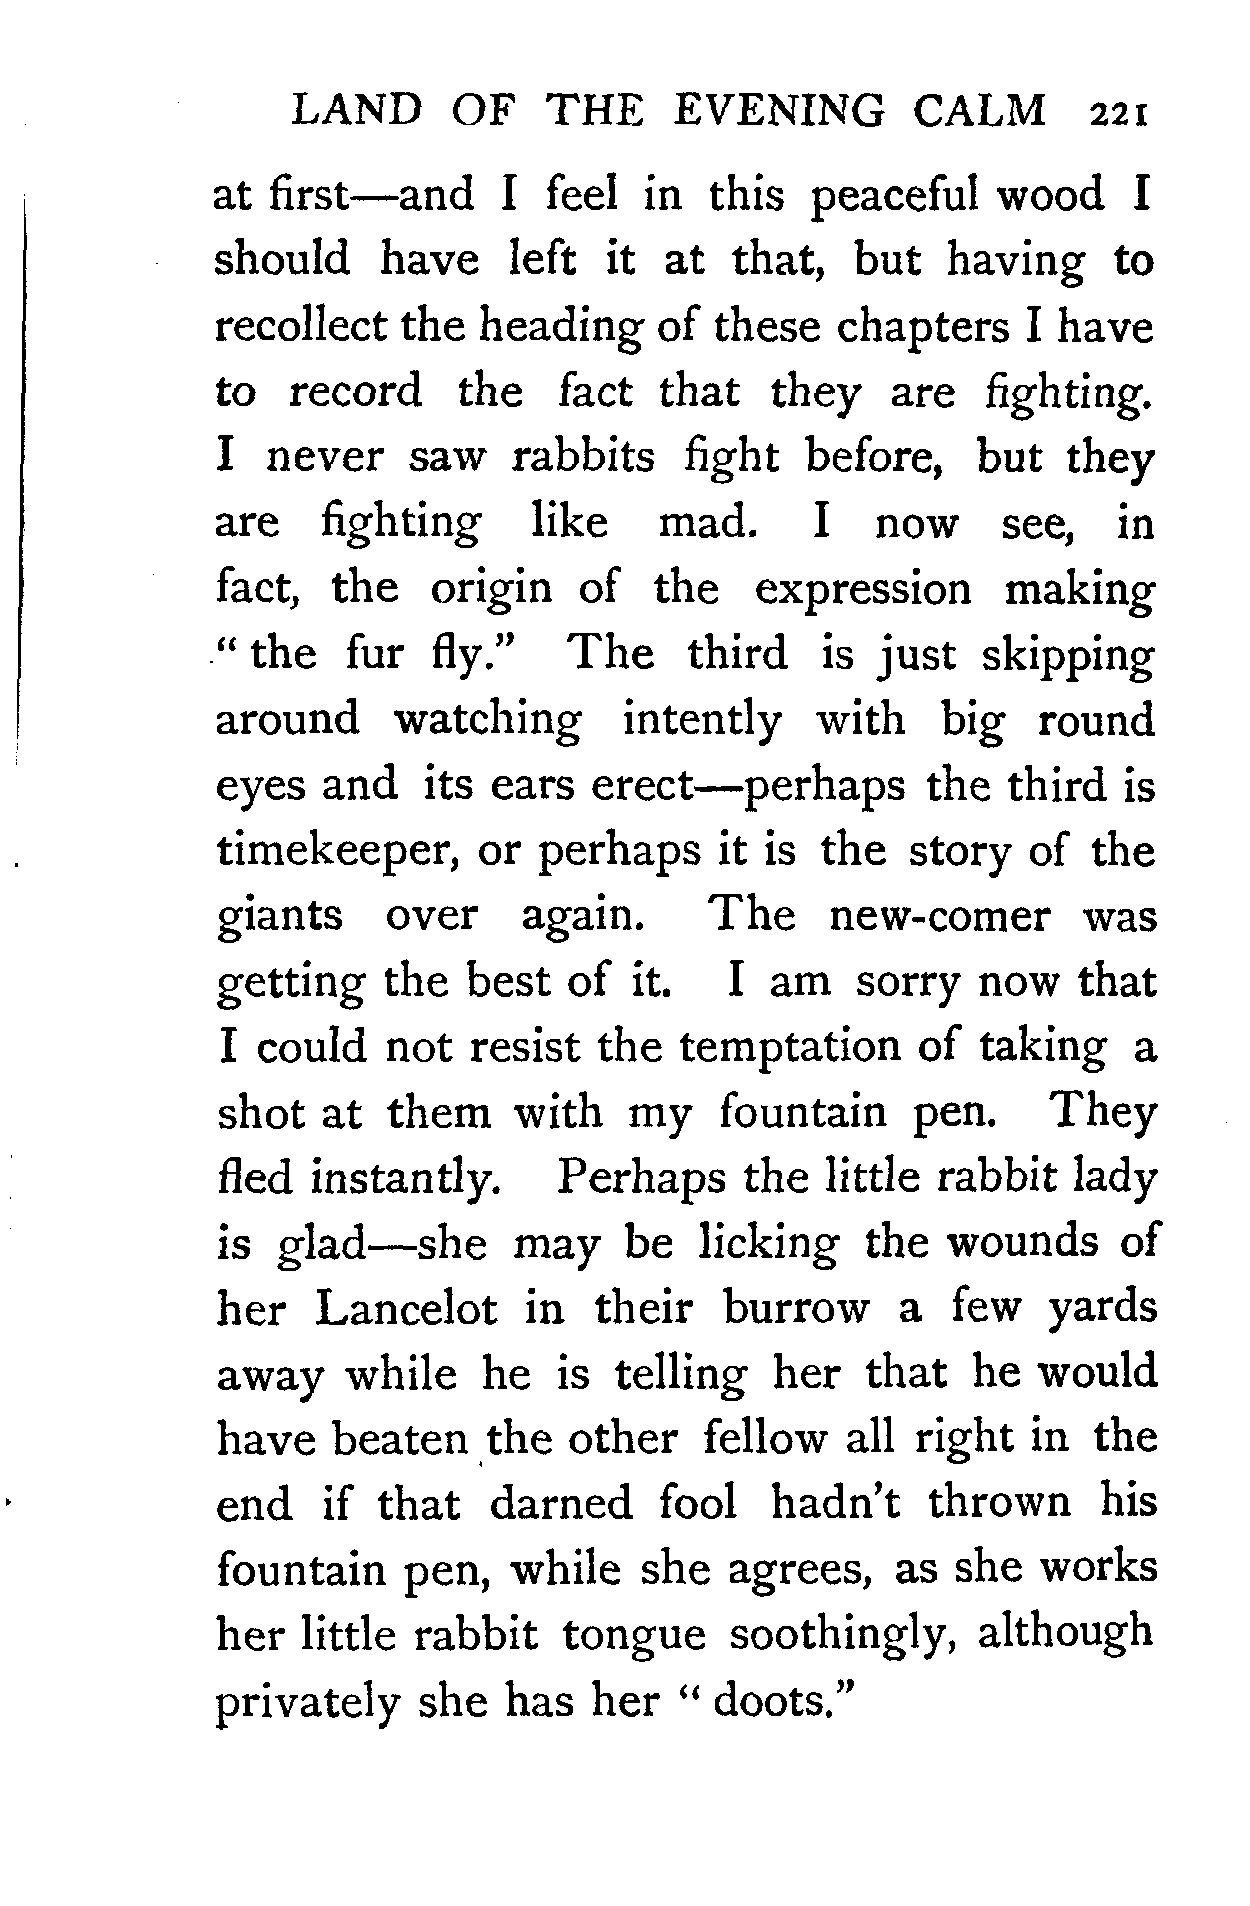 LAND OF THE EVENING CALM 221
at first—and I feel in this peaceful wood I
should have left it at that, but having to
recollect the heading of these chapters I have
to record the fact that they are fighting.
I never saw rabbits fight before, but they
are fighting like mad. I now see, in
fact, the origin of the expression making
" the fur fly." The third is just skipping
around watching intently with big round
eyes and its ears erect—perhaps the third is
timekeeper, or perhaps it is the story of the
giants over again. The new-comer was
getting the best of it. I am sorry now that
I could not resist the temptation of taking a
shot at them with my fountain pen. They
fled instantly. Perhaps the little rabbit lady
is glad—she may be licking the wounds of
her Lancelot in their burrow a few yards
away while he is telling her that he would
have beaten the other fellow all right in the
end if that darned fool hadn't thrown his
fountain pen, while she agrees, as she works
her little rabbit tongue soothingly, although
privately she has her " doots."